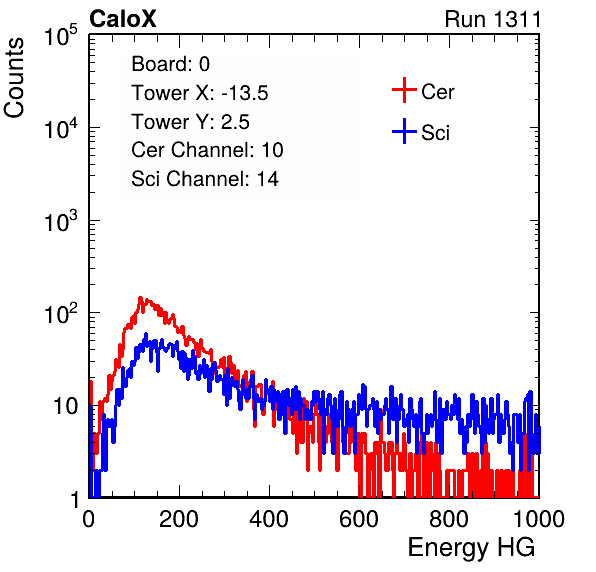 CaloX Run 1311
Counts
Board: 0
Tower X: -13.5
Tower Y: 2.5
Cer Channel: 10
Sci Channel: 14
Cer
Sci
10^5
10^4
10^3
10^2
10
1
0 200 400 600 800 1000
Energy HG